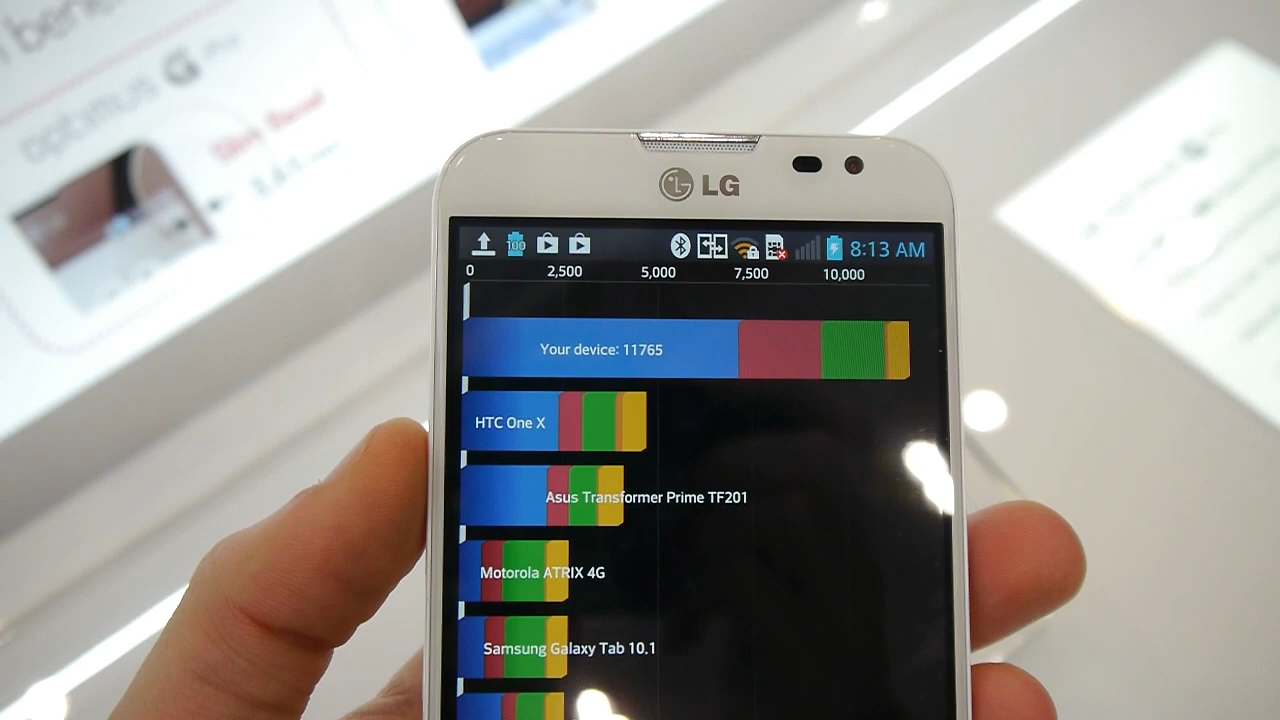 optimus G
LG
100
8:13 AM
0 2,500 5,000 7,500 10,000
Your device: 11765
HTC One X
Asus Transformer Prime TF201
Motorola ATRIX 4G
Samsung Galaxy Tab 10.1